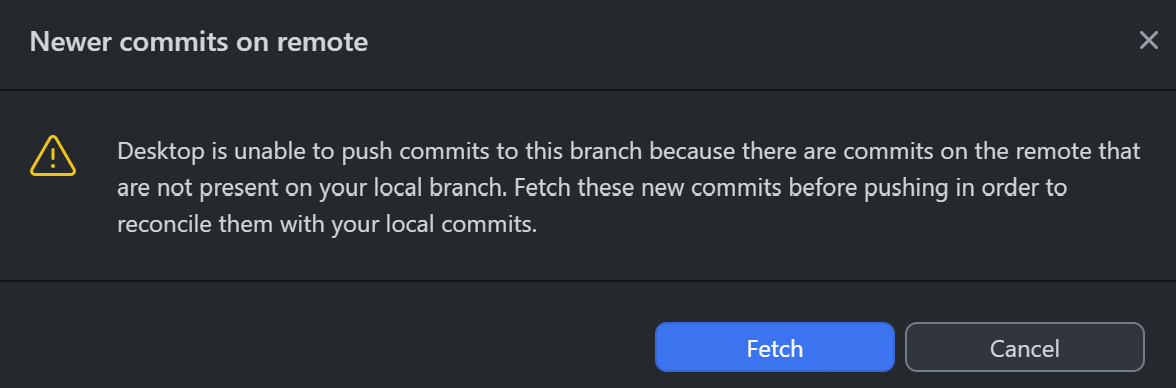 Newer commits on remote
Desktop is unable to push commits to this branch because there are commits on the remote that
are not present on your local branch. Fetch these new commits before pushing in order to
reconcile them with your local commits.
Fetch
Cancel